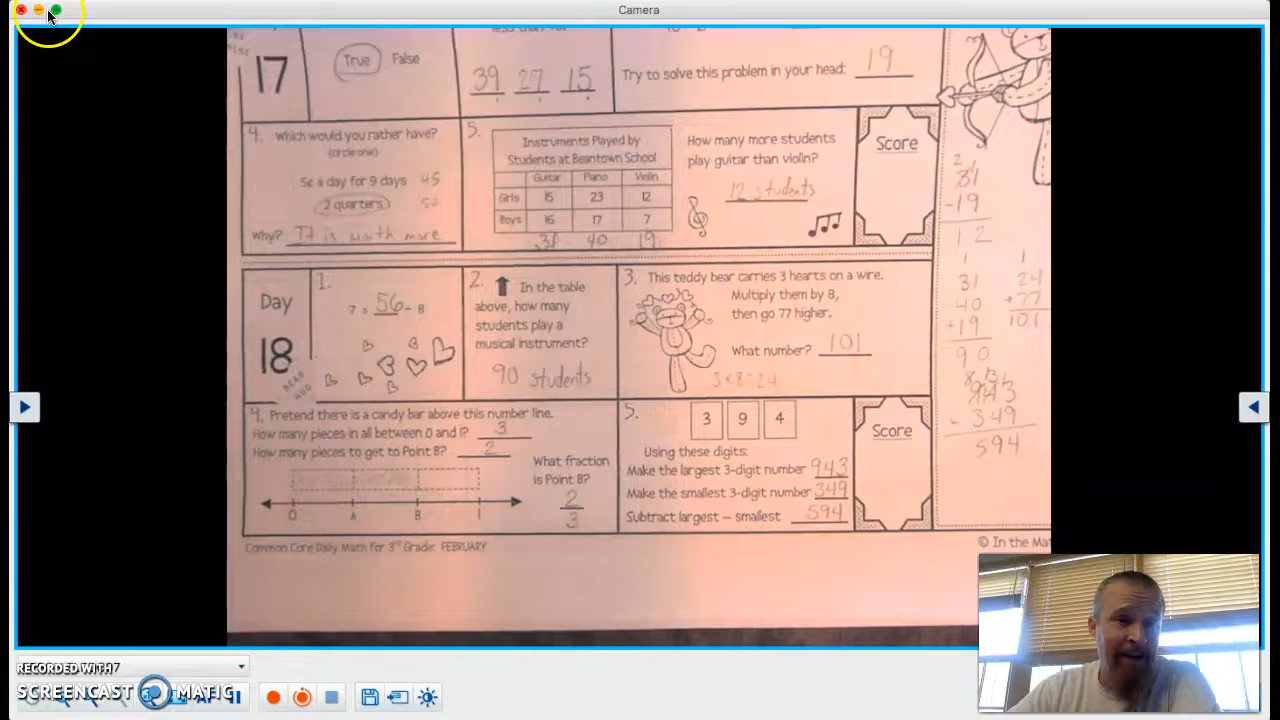 Camera
17
True False
39 27 15
Try to solve this problem in your head: 19
4. Which would you rather have?
(circle one)
5¢ a day for 9 days 45
2 quarters 50
Why? It is worth more
5.
Instruments Played by
Students at Beantown School
Guitar Piano Violin
Girls 15 23 12
Boys 16 17 7
31 40 19
How many more students
play guitar than violin?
12 students
Score
31
-19
12
Day
18
BEAR HUG
1.
7 = 56 ÷ 8
2. In the table
above, how many
students play a
musical instrument?
90 students
3. This teddy bear carries 3 hearts on a wire.
Multiply them by 8,
then go 77 higher.
What number? 101
3 x 8 = 24
1 1
31 24
40 +77
+19 101
90
4. Pretend there is a candy bar above this number line.
How many pieces in all between 0 and 1? 3
How many pieces to get to Point B? 2
What fraction
is Point B?
2
3
0 A B 1
5.
3 9 4
Using these digits:
Make the largest 3-digit number 943
Make the smallest 3-digit number 349
Subtract largest – smallest 594
Score
943
- 349
594
Common Core Daily Math for 3rd Grade: FEBRUARY
© In the Mat
RECORDED WITH
SCREENCAST MATIC